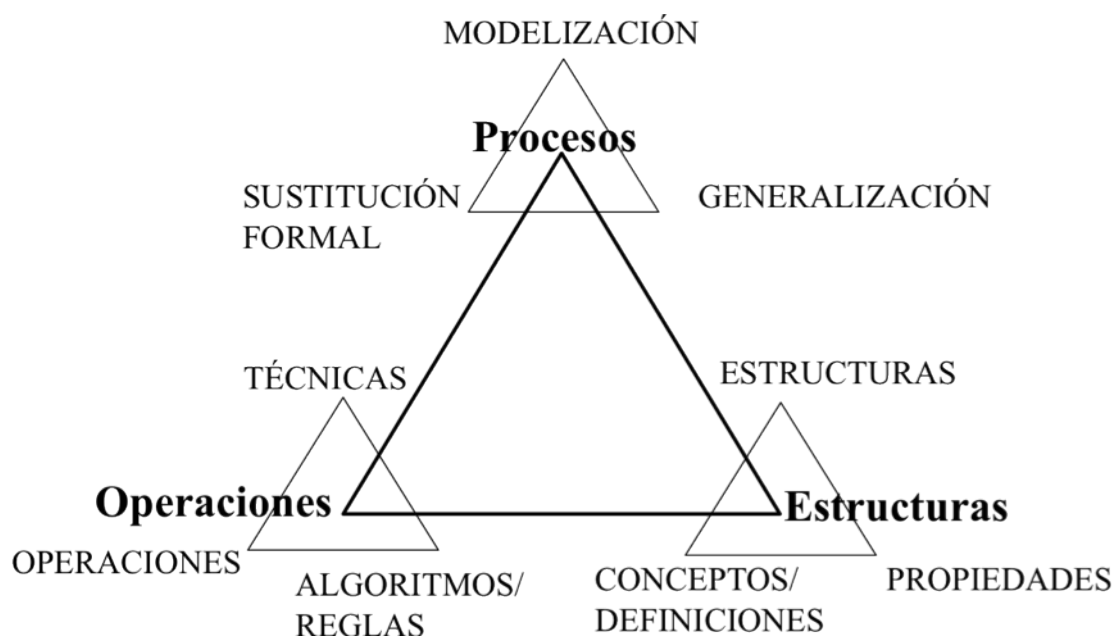 MODELIZACIÓN
Procesos
SUSTITUCIÓN
FORMAL
GENERALIZACIÓN
TÉCNICAS
ESTRUCTURAS
Operaciones
Estructuras
OPERACIONES
ALGORITMOS/
REGLAS
CONCEPTOS/
DEFINICIONES
PROPIEDADES